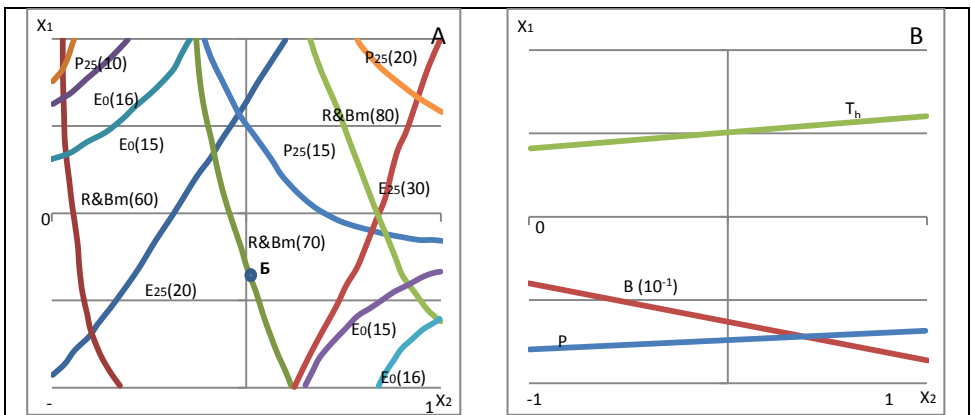 X1
A
P25(10)
P25(20)
E0(16)
R&Bm(80)
E0(15)
P25(15)
R&Bm(60)
E25(30)
0
R&Bm(70)
Б
E25(20)
E0(15)
E0(16)
-
1
X2
X1
B
Th
0
B (10-1)
P
-1
1
X2